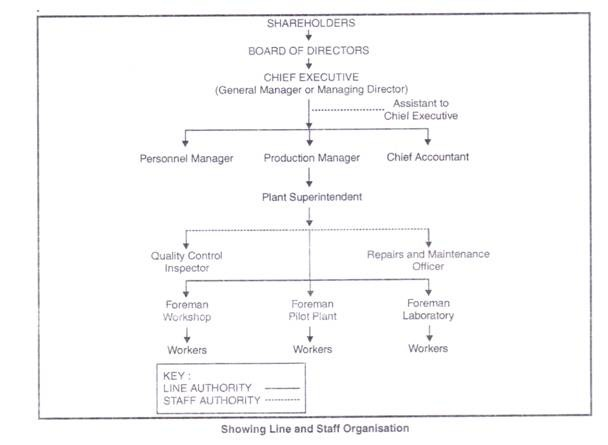 SHAREHOLDERS
BOARD OF DIRECTORS
CHIEF EXECUTIVE
(General Manager or Managing Director)
Assistant to
Chief Executive
Personnel Manager
Production Manager
Chief Accountant
Plant Superintendent
Quality Control
Inspector
Repairs and Maintenance
Officer
Foreman
Workshop
Foreman
Pilot Plant
Foreman
Laboratory
Workers
Workers
Workers
KEY :
LINE AUTHORITY
STAFF AUTHORITY
Showing Line and Staff Organisation